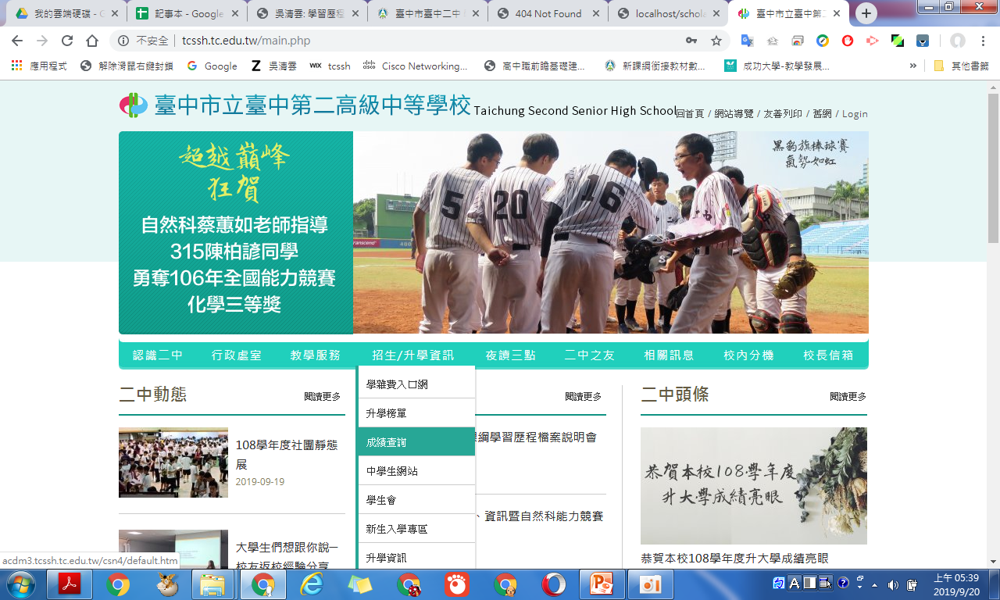 我的雲端硬碟 - G
記事本 - Google
吳清雲: 學習歷程
臺中市臺中二中
404 Not Found
localhost/schola
臺中市立臺中第二
不安全
tcssh.tc.edu.tw/main.php
應用程式
解除滑鼠右鍵封鎖
Google
吳清雲
WIX
tcssh
Cisco Networking...
高中職前瞻基礎建...
新課綱銜接教材數...
成功大學-教學發展...
»
其他書籤
臺中市立臺中第二高級中等學校 Taichung Second Senior High School
回首頁 / 網站導覽 / 友善列印 / 舊網 / Login
超越巔峰
狂賀
自然科蔡蕙如老師指導
315陳柏諺同學
勇奪106年全國能力競賽
化學三等獎
黑豹旗棒球賽
氣勢如虹
5
20
16
transcend
400
認識二中
行政處室
教學服務
招生/升學資訊
夜讀三點
二中之友
相關訊息
校內分機
校長信箱
學雜費入口網
升學榜單
成績查詢
中學生網站
學生會
新生入學專區
升學資訊
二中動態
閱讀更多
108學年度社團靜態
展
2019-09-19
大學生們想跟你說─
校友返校經驗分享
閱讀更多
綱學習歷程檔案說明會
、資訊暨自然科能力競賽
二中頭條
閱讀更多
恭賀本校108學年度
升大學成績亮眼
恭賀本校108學年度升大學成績亮眼
acdm3.tcssh.tc.edu.tw/csn4/default.htm
A
上午 05:39
2019/9/20